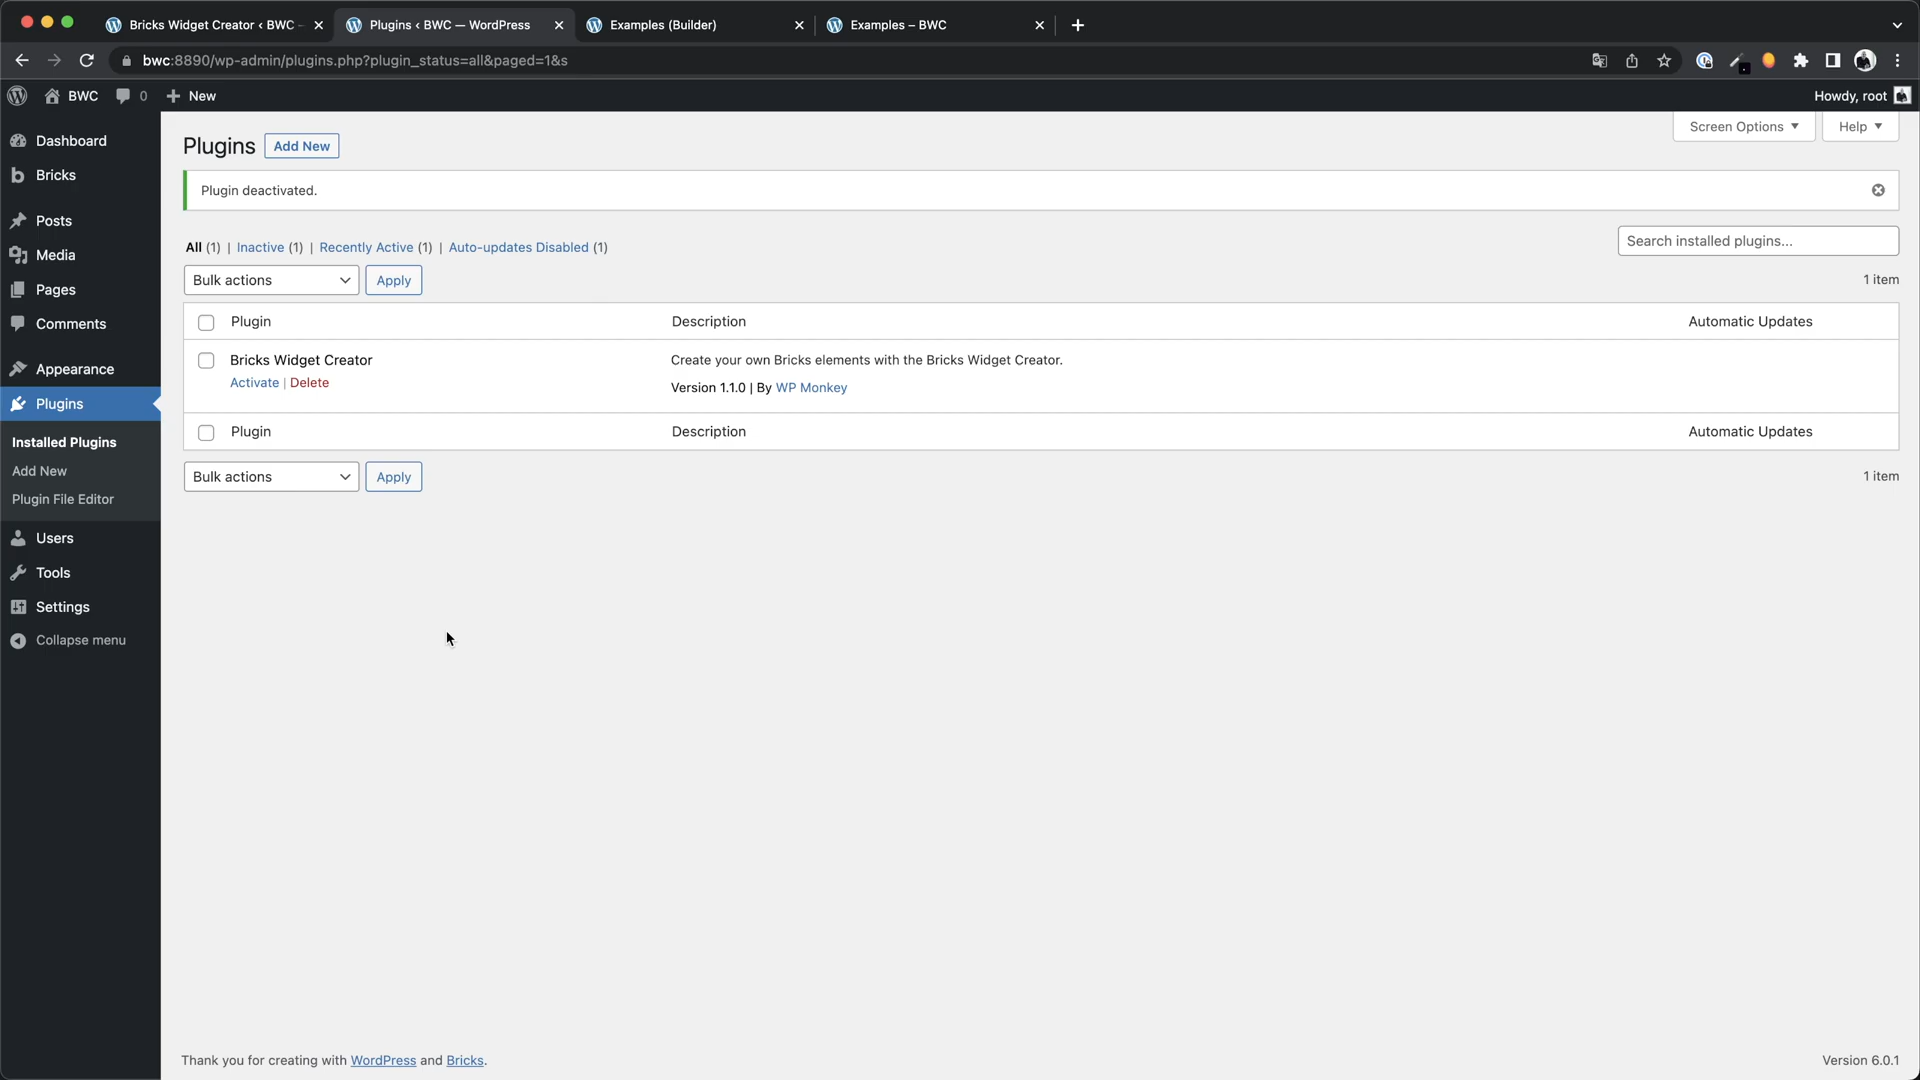 Bricks Widget Creator ‹ BWC -
Plugins ‹ BWC — WordPress
Examples (Builder)
Examples – BWC
bwc:8890/wp-admin/plugins.php?plugin_status=all&paged=1&s
BWC
0
New
Howdy, root
Dashboard
Bricks
Posts
Media
Pages
Comments
Appearance
Plugins
Installed Plugins
Add New
Plugin File Editor
Users
Tools
Settings
Collapse menu
Plugins
Add New
Screen Options
Help
Plugin deactivated.
All (1) | Inactive (1) | Recently Active (1) | Auto-updates Disabled (1)
Search installed plugins...
Bulk actions
Apply
1 item
Plugin
Description
Automatic Updates
Bricks Widget Creator
Create your own Bricks elements with the Bricks Widget Creator.
Activate | Delete
Version 1.1.0 | By WP Monkey
Plugin
Description
Automatic Updates
Bulk actions
Apply
1 item
Thank you for creating with WordPress and Bricks.
Version 6.0.1